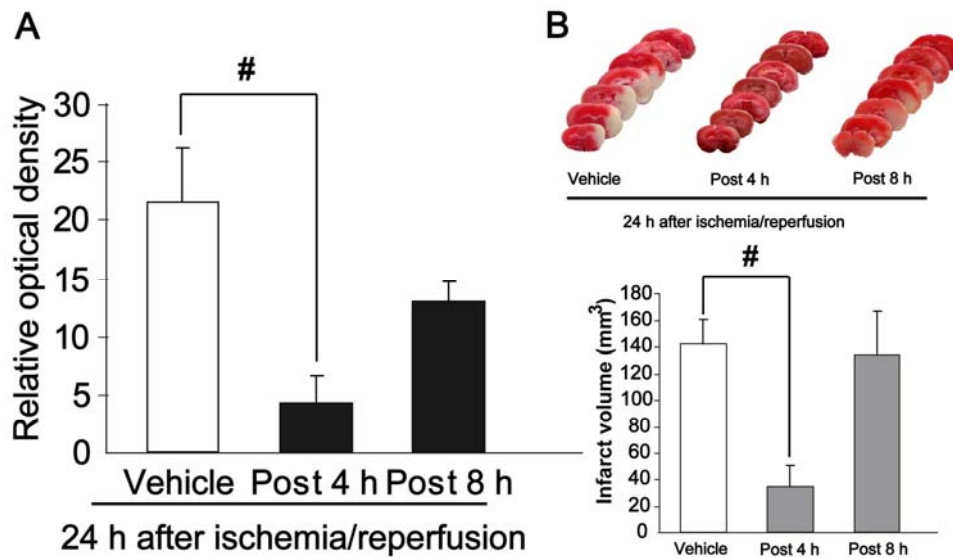 A
#
Relative optical density
30
25
20
15
10
5
0
Vehicle Post 4 h Post 8 h
24 h after ischemia/reperfusion
B
Vehicle Post 4 h Post 8 h
24 h after ischemia/reperfusion
#
Infarct volume (mm³)
180
160
140
120
100
80
60
40
20
0
Vehicle Post 4 h Post 8 h